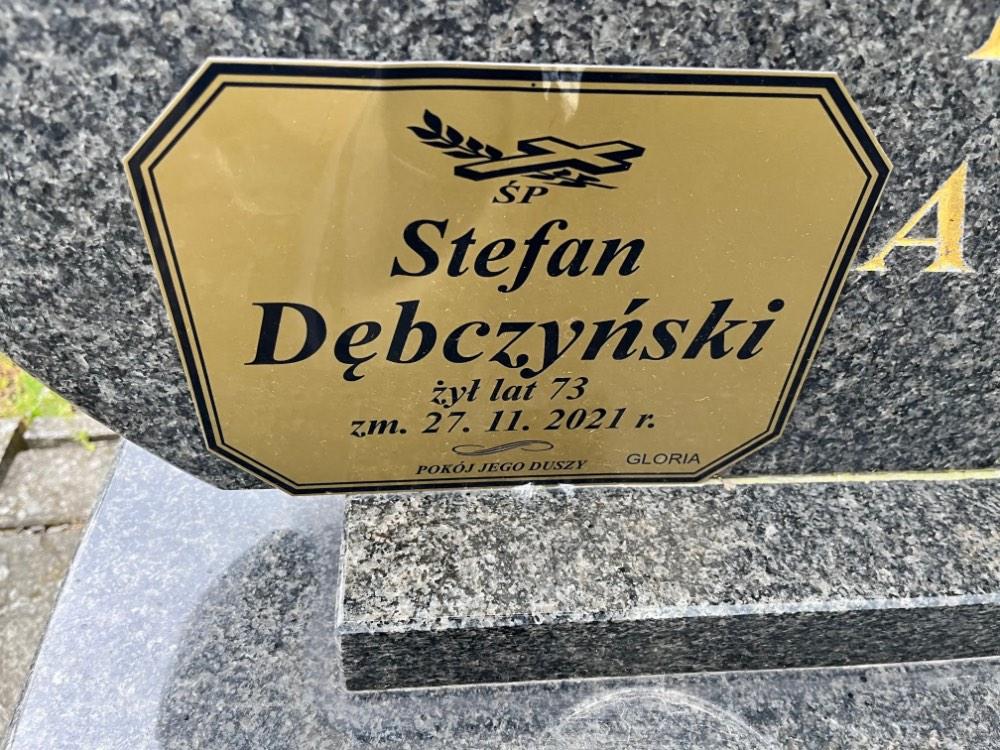 ŚP
Stefan
Dębczyński
żył lat 73
zm. 27. 11. 2021 r.
POKÓJ JEGO DUSZY
GLORIA
A